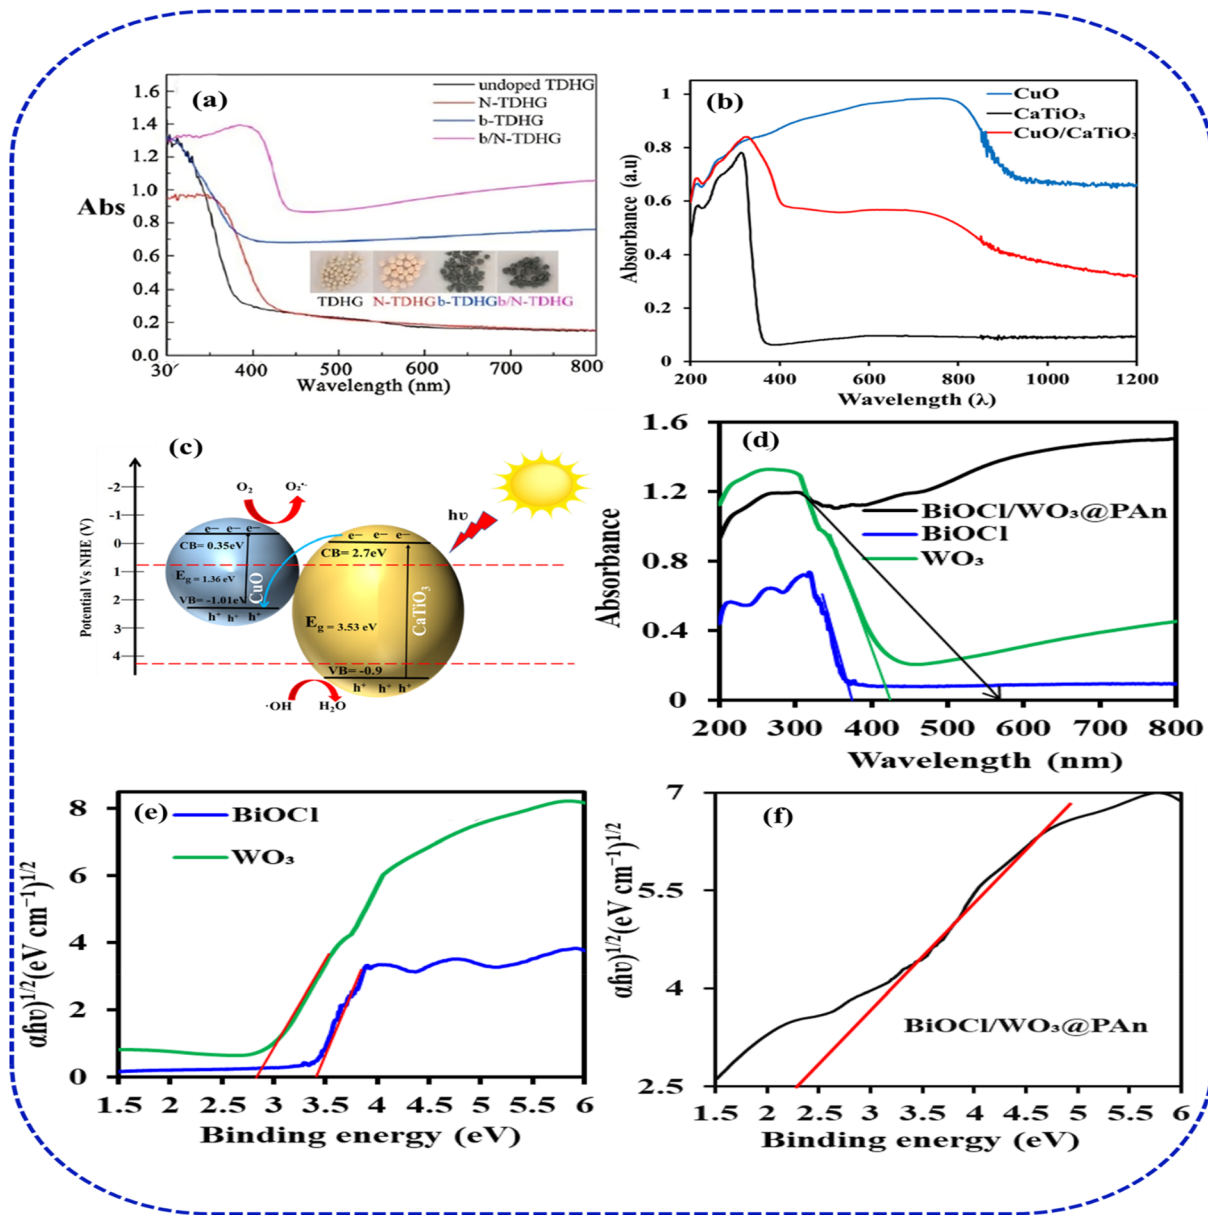 (a)
undoped TDHG
N-TDHG
b-TDHG
b/N-TDHG
1.6
1.4
1.2
1.0
0.8
0.6
0.4
0.2
0.0
Abs
TDHG N-TDHG b-TDHG b/N-TDHG
30 400 500 600 700 800
Wavelength (nm)
(b)
CuO
CaTiO₃
CuO/CaTiO₃
1
0.8
0.6
0.4
0.2
0
Absorbance (a.u)
200 400 600 800 1000 1200
Wavelength (λ)
(c)
Potential Vs NHE (V)
-2
-1
0
1
2
3
4
O₂ O₂•-
e— e— e—
CB= 0.35eV
Eg = 1.36 eV
CuO
VB= -1.01eV
h⁺ h⁺ h⁺
hυ
e— e— e—
CB= 2.7eV
Eg = 3.53 eV
CaTiO₃
VB= -0.9
h⁺ h⁺ h⁺
·OH H₂O
(d)
BiOCl/WO₃@PAn
BiOCl
WO₃
1.6
1.2
0.8
0.4
0
Absorbance
200 300 400 500 600 700 800
Wavelength (nm)
(e)
BiOCl
WO₃
8
6
4
2
0
αhυ)1/2(eV cm⁻¹)1/2
1.5 2 2.5 3 3.5 4 4.5 5 5.5 6
Binding energy (eV)
(f)
7
5.5
4
2.5
αhυ)1/2(eV cm⁻¹)1/2
BiOCl/WO₃@PAn
1.5 2 2.5 3 3.5 4 4.5 5 5.5 6
Binding energy (eV)